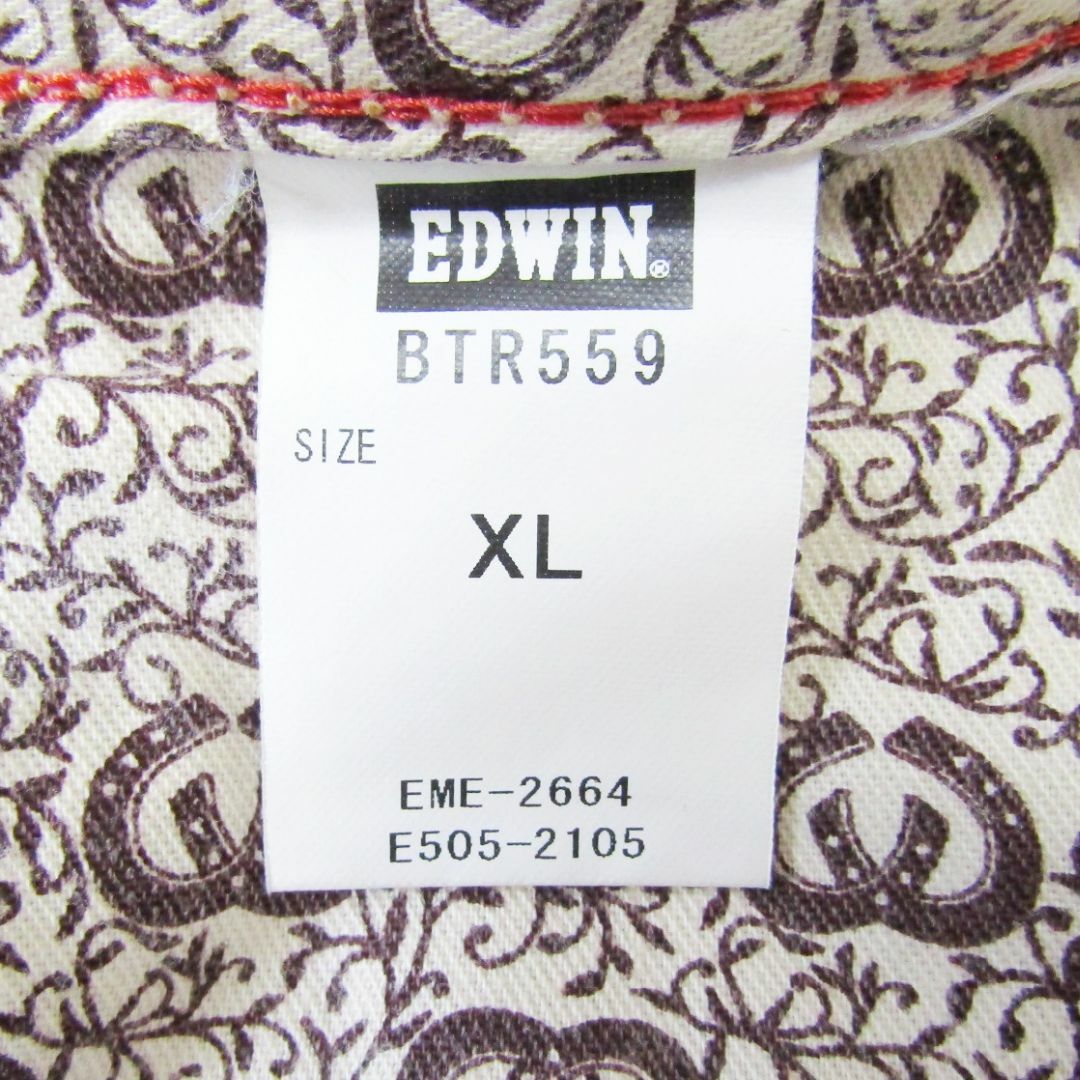 EDWIN®
BTR559
SIZE
XL
EME-2664
E505-2105